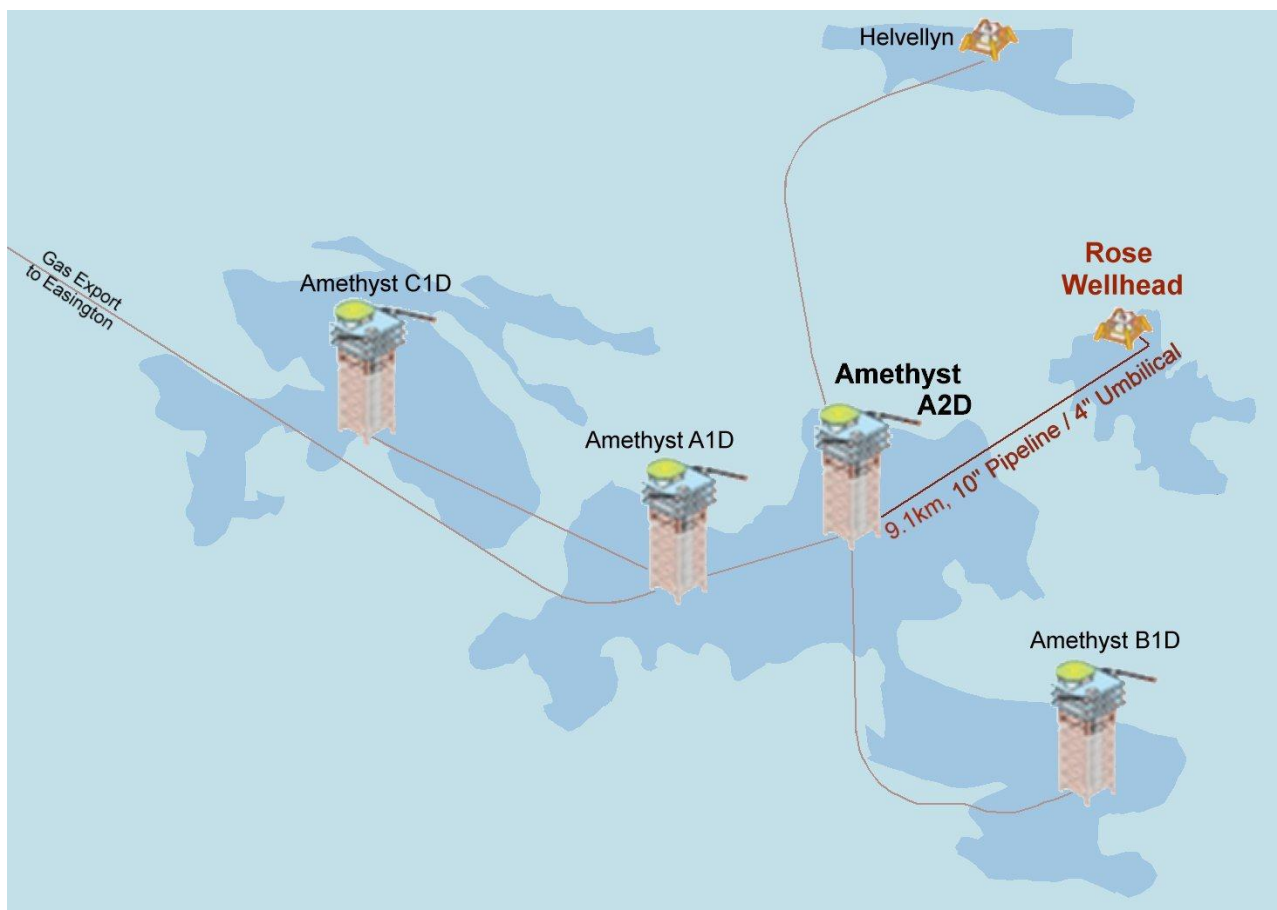 Helvellyn
Rose
Wellhead
Gas Export
to Easington
Amethyst C1D
Amethyst
A2D
9.1km, 10" Pipeline / 4" Umbilical
Amethyst A1D
Amethyst B1D